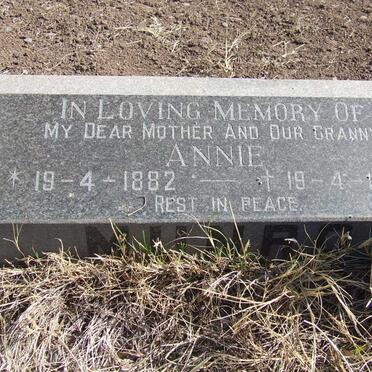 IN LOVING MEMORY OF
MY DEAR MOTHER AND OUR GRANNY
ANNIE
* 19-4-1882 — † 19-4-1
REST IN PEACE